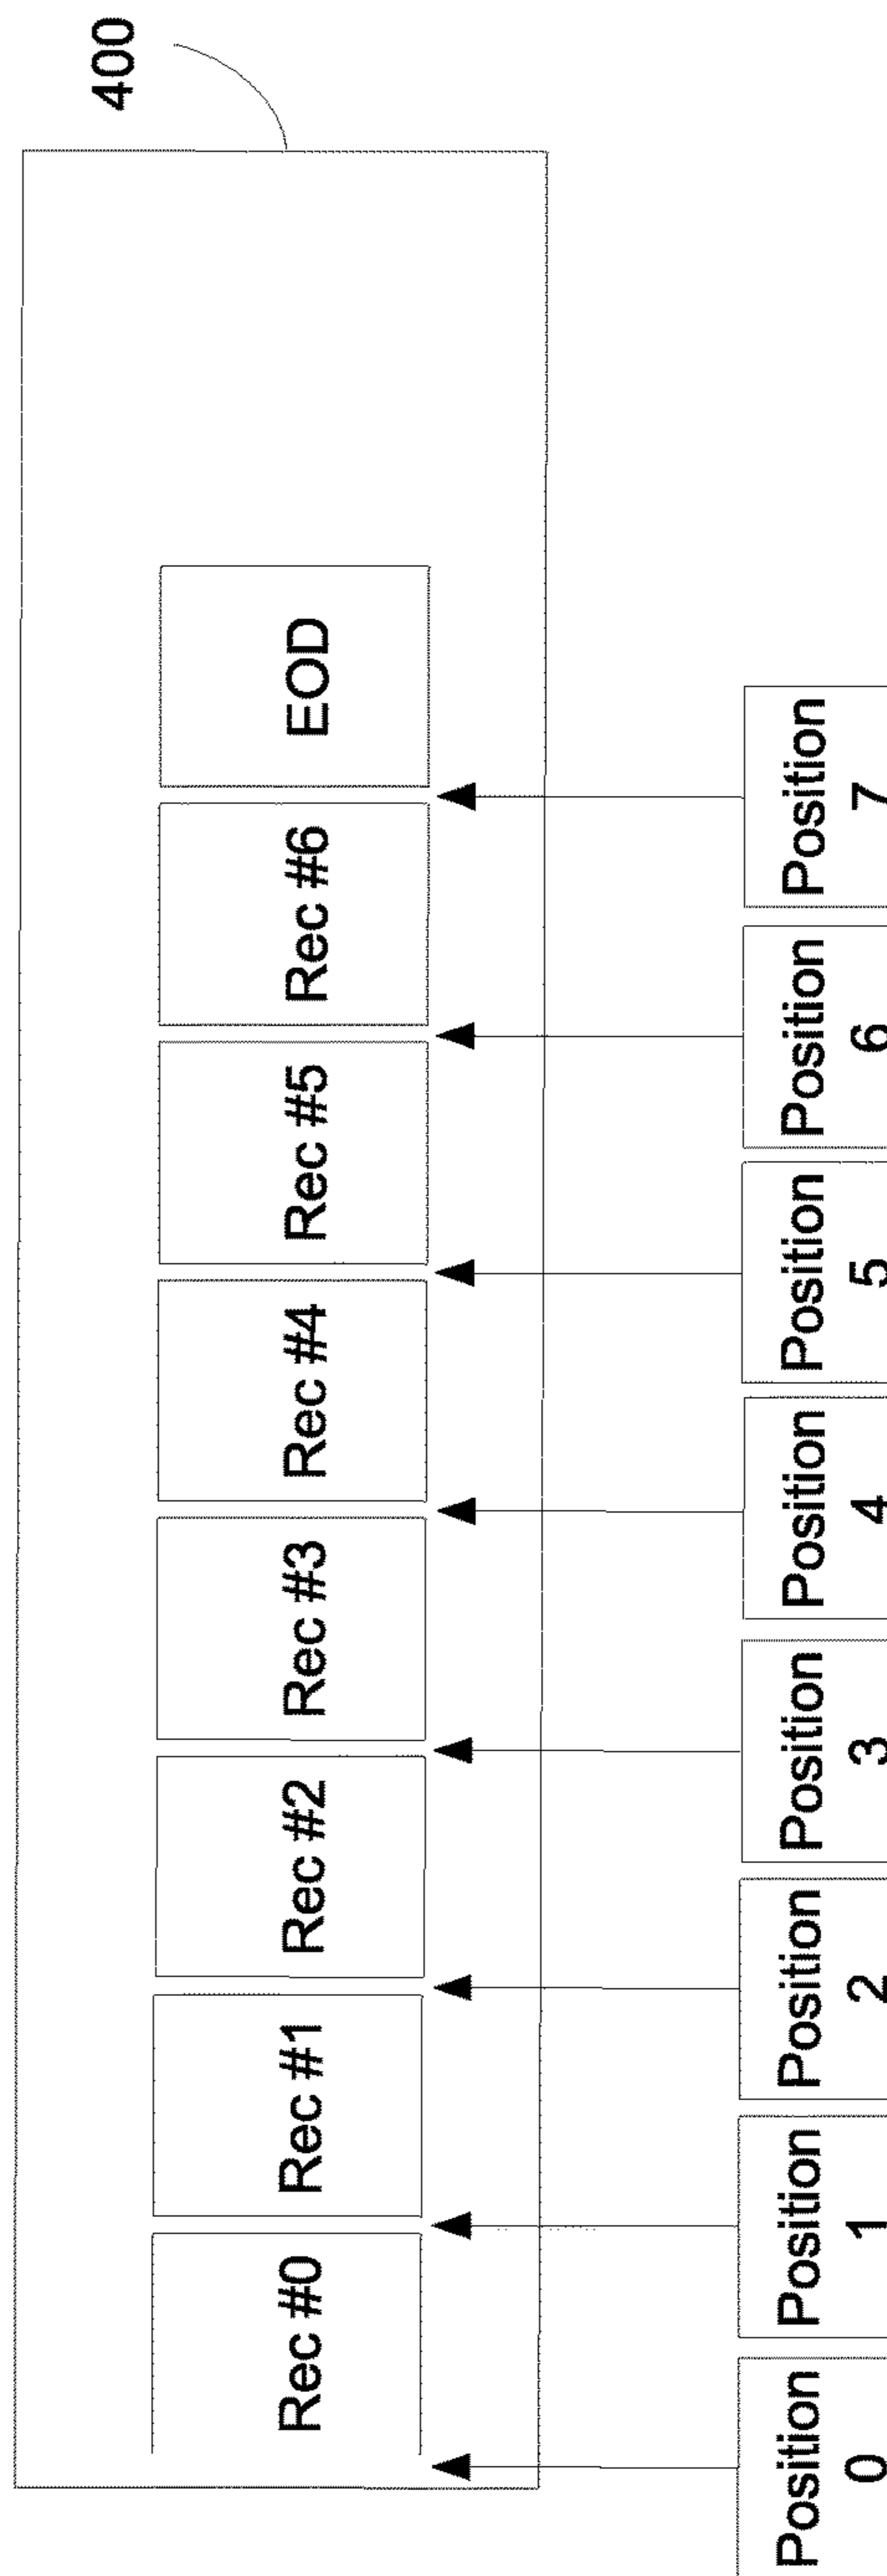 400
Rec #0
Rec #1
Rec #2
Rec #3
Rec #4
Rec #5
Rec #6
EOD
Position
0
Position
1
Position
2
Position
3
Position
4
Position
5
Position
6
Position
7